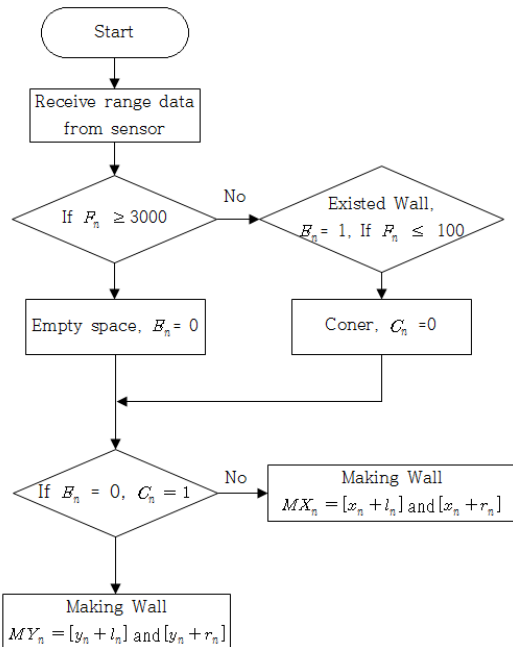 Start
Receive range data
from sensor
If F_n ≥ 3000
No
Existed Wall,
E_n = 1, If F_n ≤ 100
Empty space, E_n = 0
Coner, C_n =0
If E_n = 0, C_n = 1
No
Making Wall
MX_n = [x_n + l_n] and [x_n + r_n]
Making Wall
MY_n = [y_n + l_n] and [y_n + r_n]